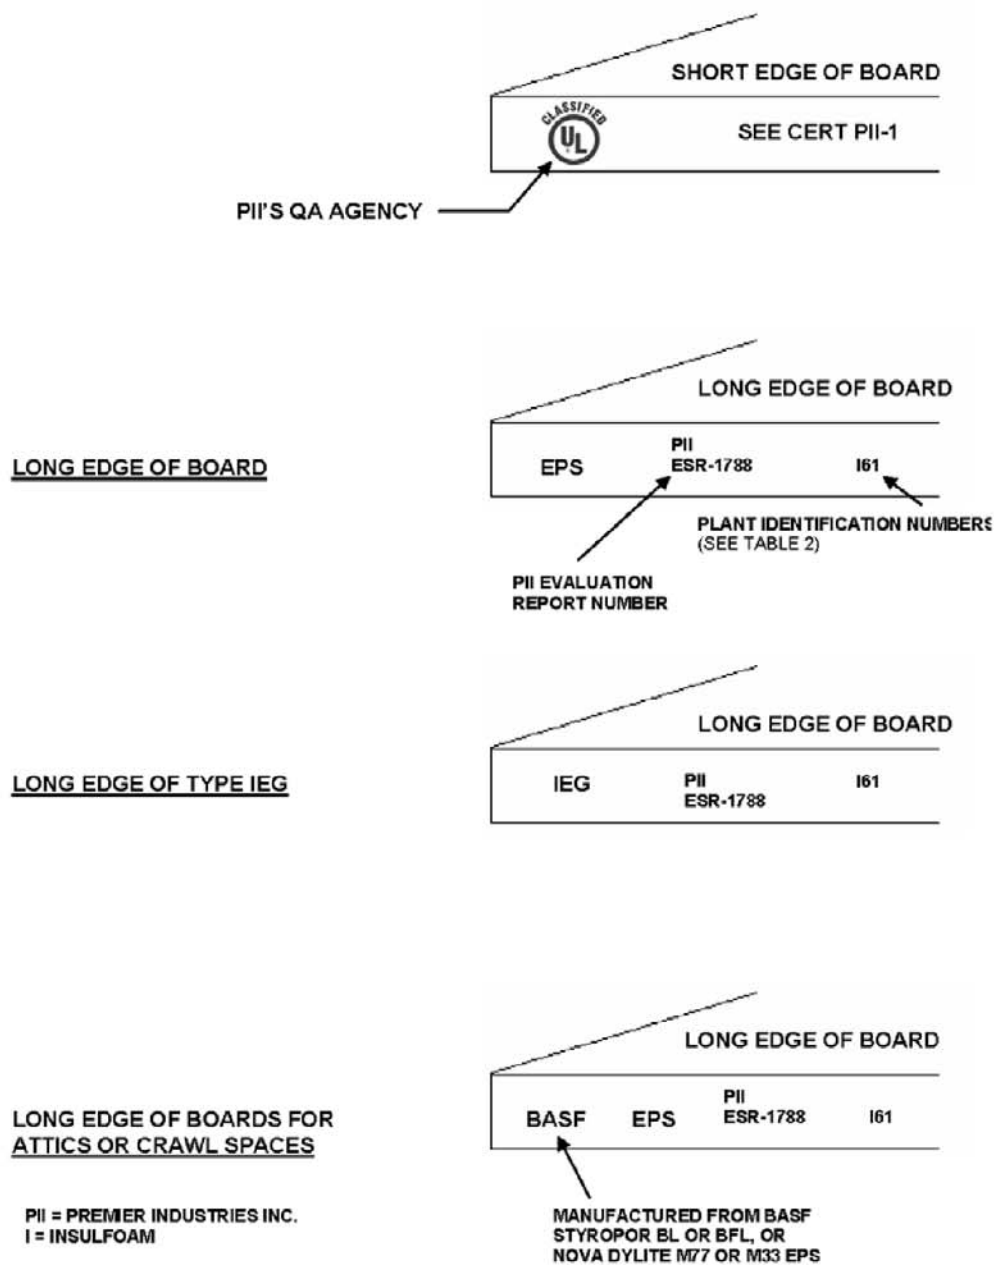 SHORT EDGE OF BOARD
CLASSIFIED
UL
SEE CERT PII-1
PII'S QA AGENCY
LONG EDGE OF BOARD
LONG EDGE OF BOARD
EPS
PII
ESR-1788
I61
PLANT IDENTIFICATION NUMBERS
(SEE TABLE 2)
PII EVALUATION
REPORT NUMBER
LONG EDGE OF BOARD
LONG EDGE OF TYPE IEG
IEG
PII
ESR-1788
I61
LONG EDGE OF BOARD
LONG EDGE OF BOARDS FOR
ATTICS OR CRAWL SPACES
BASF
EPS
PII
ESR-1788
I61
PII = PREMIER INDUSTRIES INC.
I = INSULFOAM
MANUFACTURED FROM BASF
STYROPOR BL OR BFL, OR
NOVA DYLITE M77 OR M33 EPS